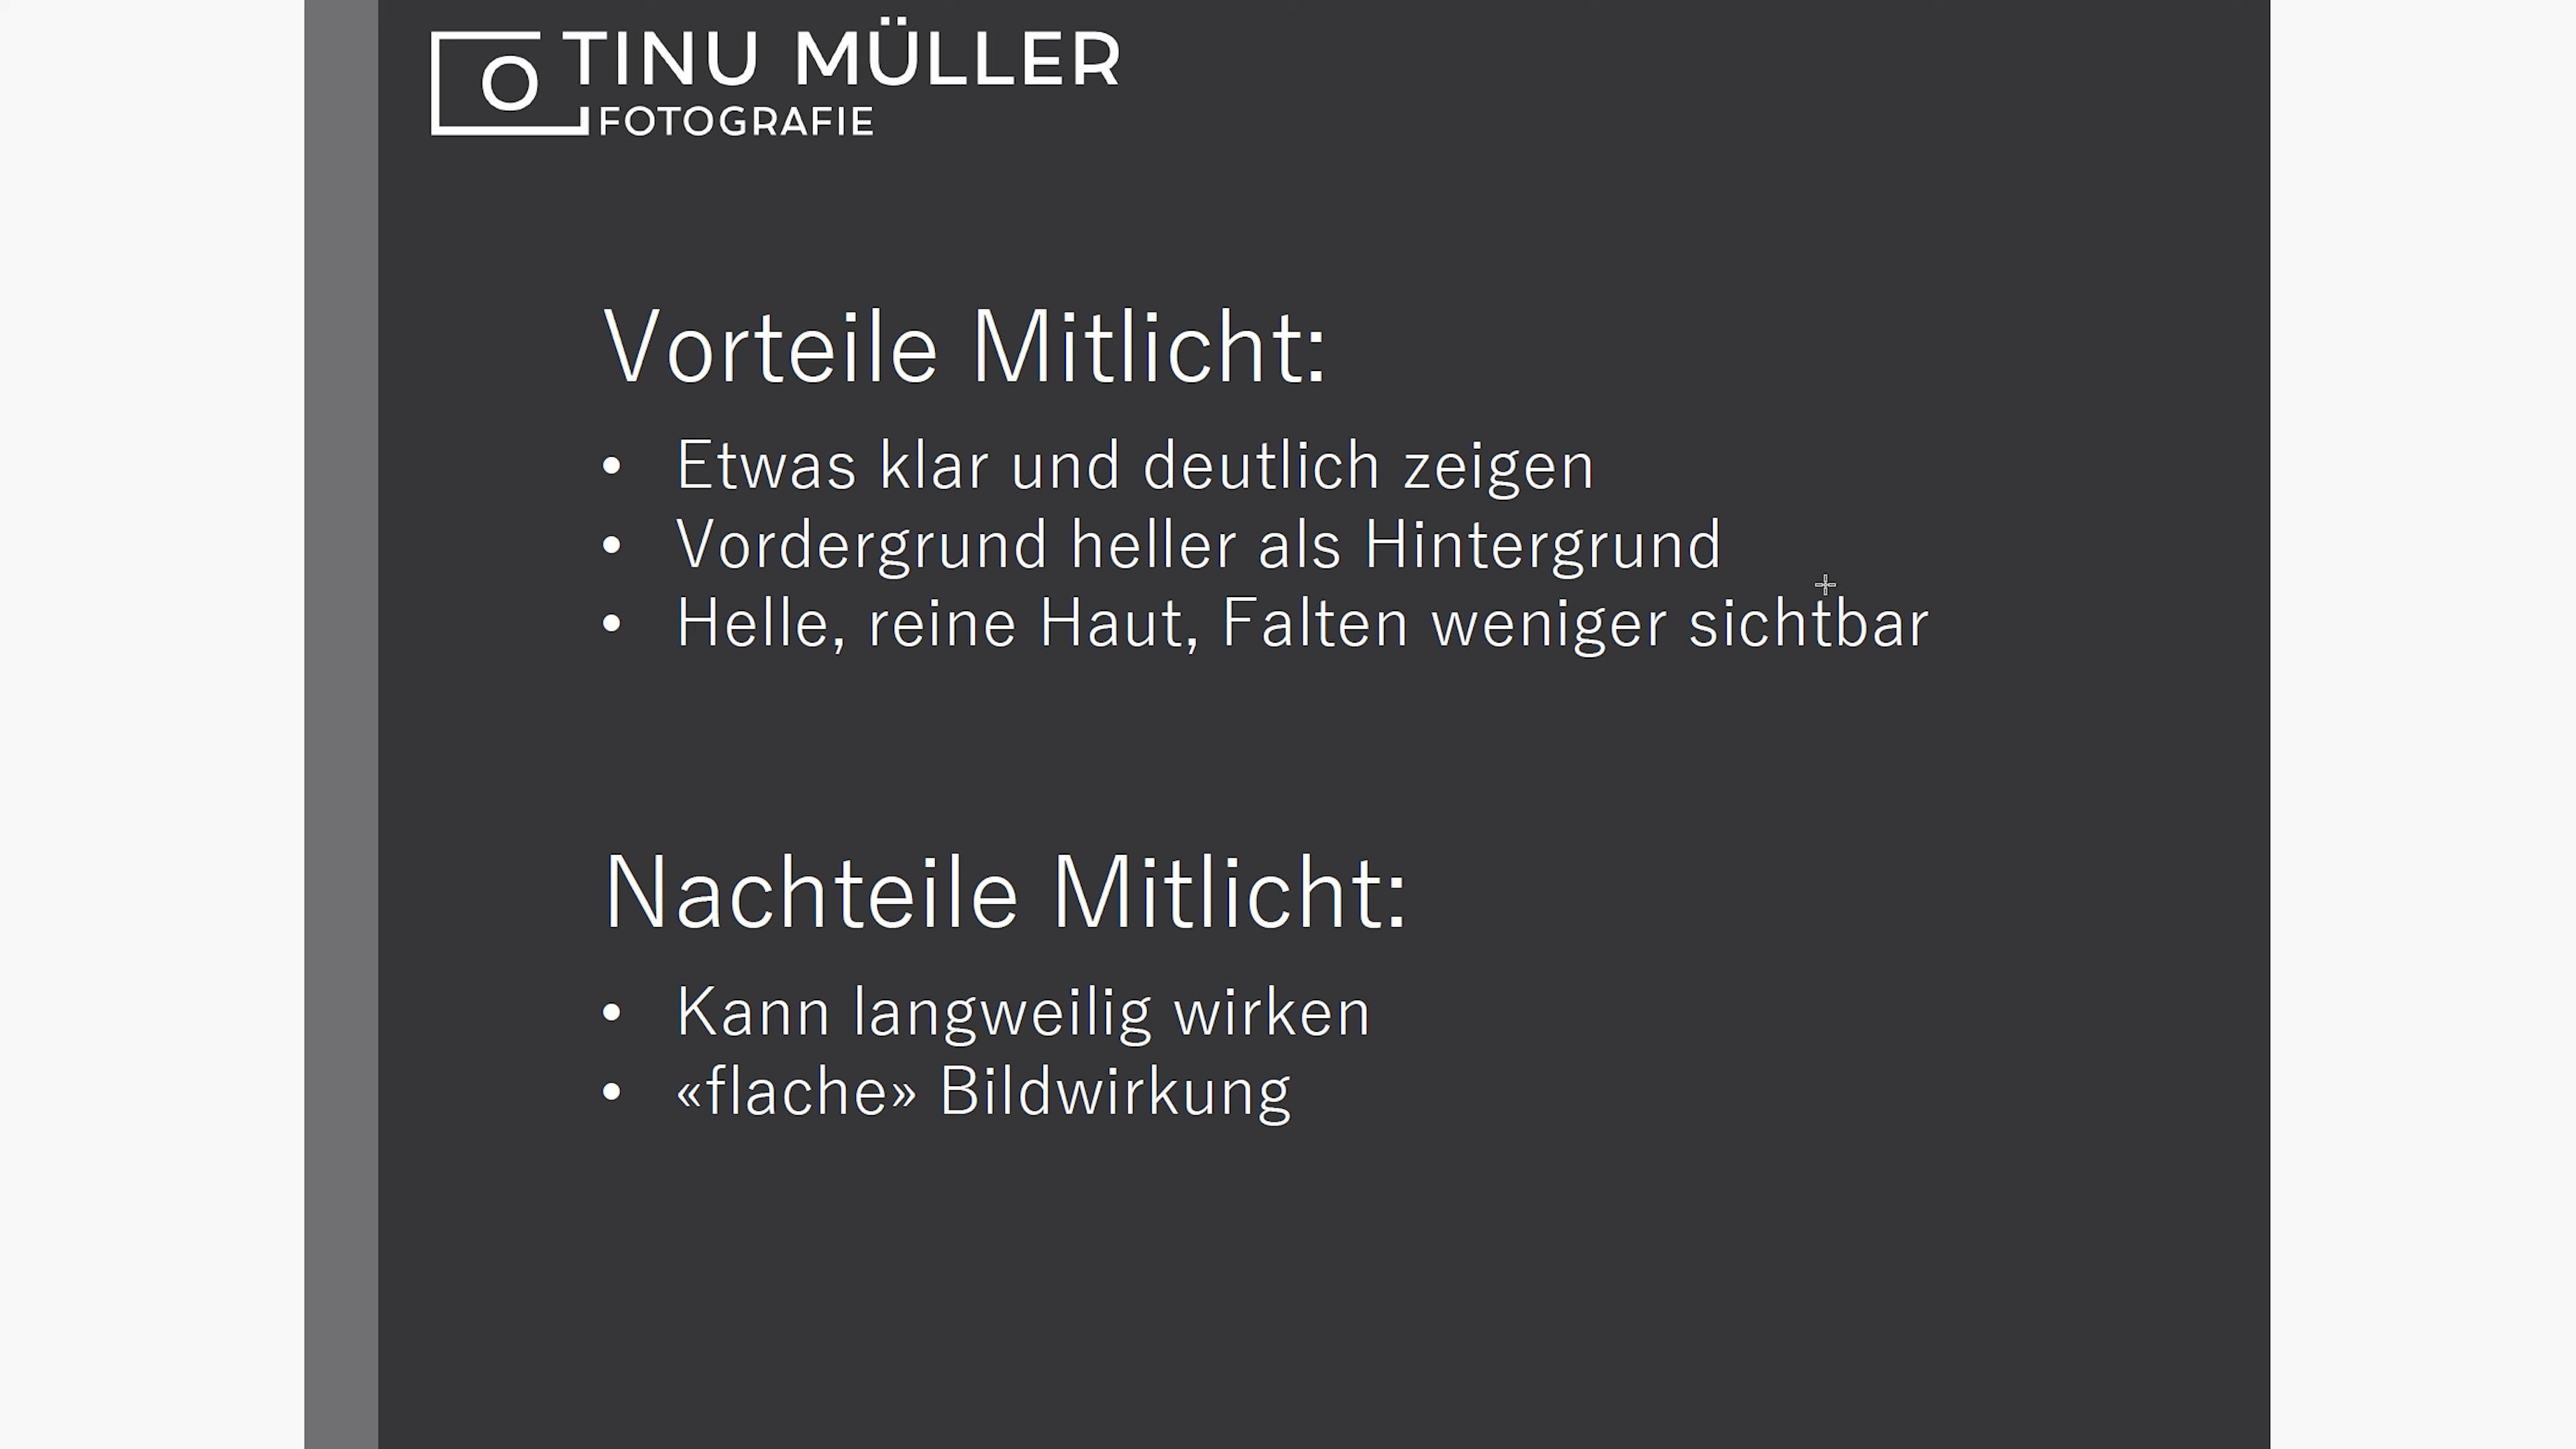 TINU MÜLLER
FOTOGRAFIE
Vorteile Mitlicht:
• Etwas klar und deutlich zeigen
• Vordergrund heller als Hintergrund
• Helle, reine Haut, Falten weniger sichtbar
Nachteile Mitlicht:
• Kann langweilig wirken
• «flache» Bildwirkung